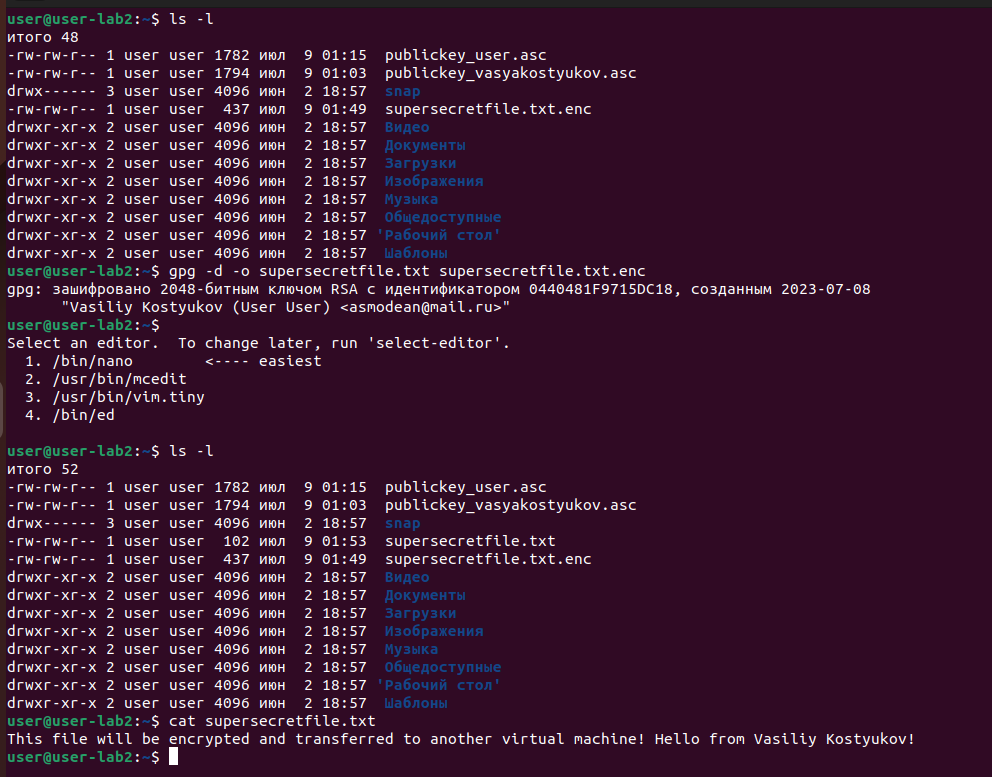 user@user-lab2:~$ ls -l
итого 48
-rw-rw-r-- 1 user user 1782 июл  9 01:15  publickey_user.asc
-rw-rw-r-- 1 user user 1794 июл  9 01:03  publickey_vasyakostyukov.asc
drwx------ 3 user user 4096 июн  2 18:57  snap
-rw-rw-r-- 1 user user  437 июл  9 01:49  supersecretfile.txt.enc
drwxr-xr-x 2 user user 4096 июн  2 18:57  Видео
drwxr-xr-x 2 user user 4096 июн  2 18:57  Документы
drwxr-xr-x 2 user user 4096 июн  2 18:57  Загрузки
drwxr-xr-x 2 user user 4096 июн  2 18:57  Изображения
drwxr-xr-x 2 user user 4096 июн  2 18:57  Музыка
drwxr-xr-x 2 user user 4096 июн  2 18:57  Общедоступные
drwxr-xr-x 2 user user 4096 июн  2 18:57 'Рабочий стол'
drwxr-xr-x 2 user user 4096 июн  2 18:57  Шаблоны
user@user-lab2:~$ gpg -d -o supersecretfile.txt supersecretfile.txt.enc
gpg: зашифровано 2048-битным ключом RSA с идентификатором 0440481F9715DC18, созданным 2023-07-08
      "Vasiliy Kostyukov (User User) <asmodean@mail.ru>"
user@user-lab2:~$
Select an editor.  To change later, run 'select-editor'.
  1. /bin/nano        <---- easiest
  2. /usr/bin/mcedit
  3. /usr/bin/vim.tiny
  4. /bin/ed
user@user-lab2:~$ ls -l
итого 52
-rw-rw-r-- 1 user user 1782 июл  9 01:15  publickey_user.asc
-rw-rw-r-- 1 user user 1794 июл  9 01:03  publickey_vasyakostyukov.asc
drwx------ 3 user user 4096 июн  2 18:57  snap
-rw-rw-r-- 1 user user  102 июл  9 01:53  supersecretfile.txt
-rw-rw-r-- 1 user user  437 июл  9 01:49  supersecretfile.txt.enc
drwxr-xr-x 2 user user 4096 июн  2 18:57  Видео
drwxr-xr-x 2 user user 4096 июн  2 18:57  Документы
drwxr-xr-x 2 user user 4096 июн  2 18:57  Загрузки
drwxr-xr-x 2 user user 4096 июн  2 18:57  Изображения
drwxr-xr-x 2 user user 4096 июн  2 18:57  Музыка
drwxr-xr-x 2 user user 4096 июн  2 18:57  Общедоступные
drwxr-xr-x 2 user user 4096 июн  2 18:57 'Рабочий стол'
drwxr-xr-x 2 user user 4096 июн  2 18:57  Шаблоны
user@user-lab2:~$ cat supersecretfile.txt
This file will be encrypted and transferred to another virtual machine! Hello from Vasiliy Kostyukov!
user@user-lab2:~$